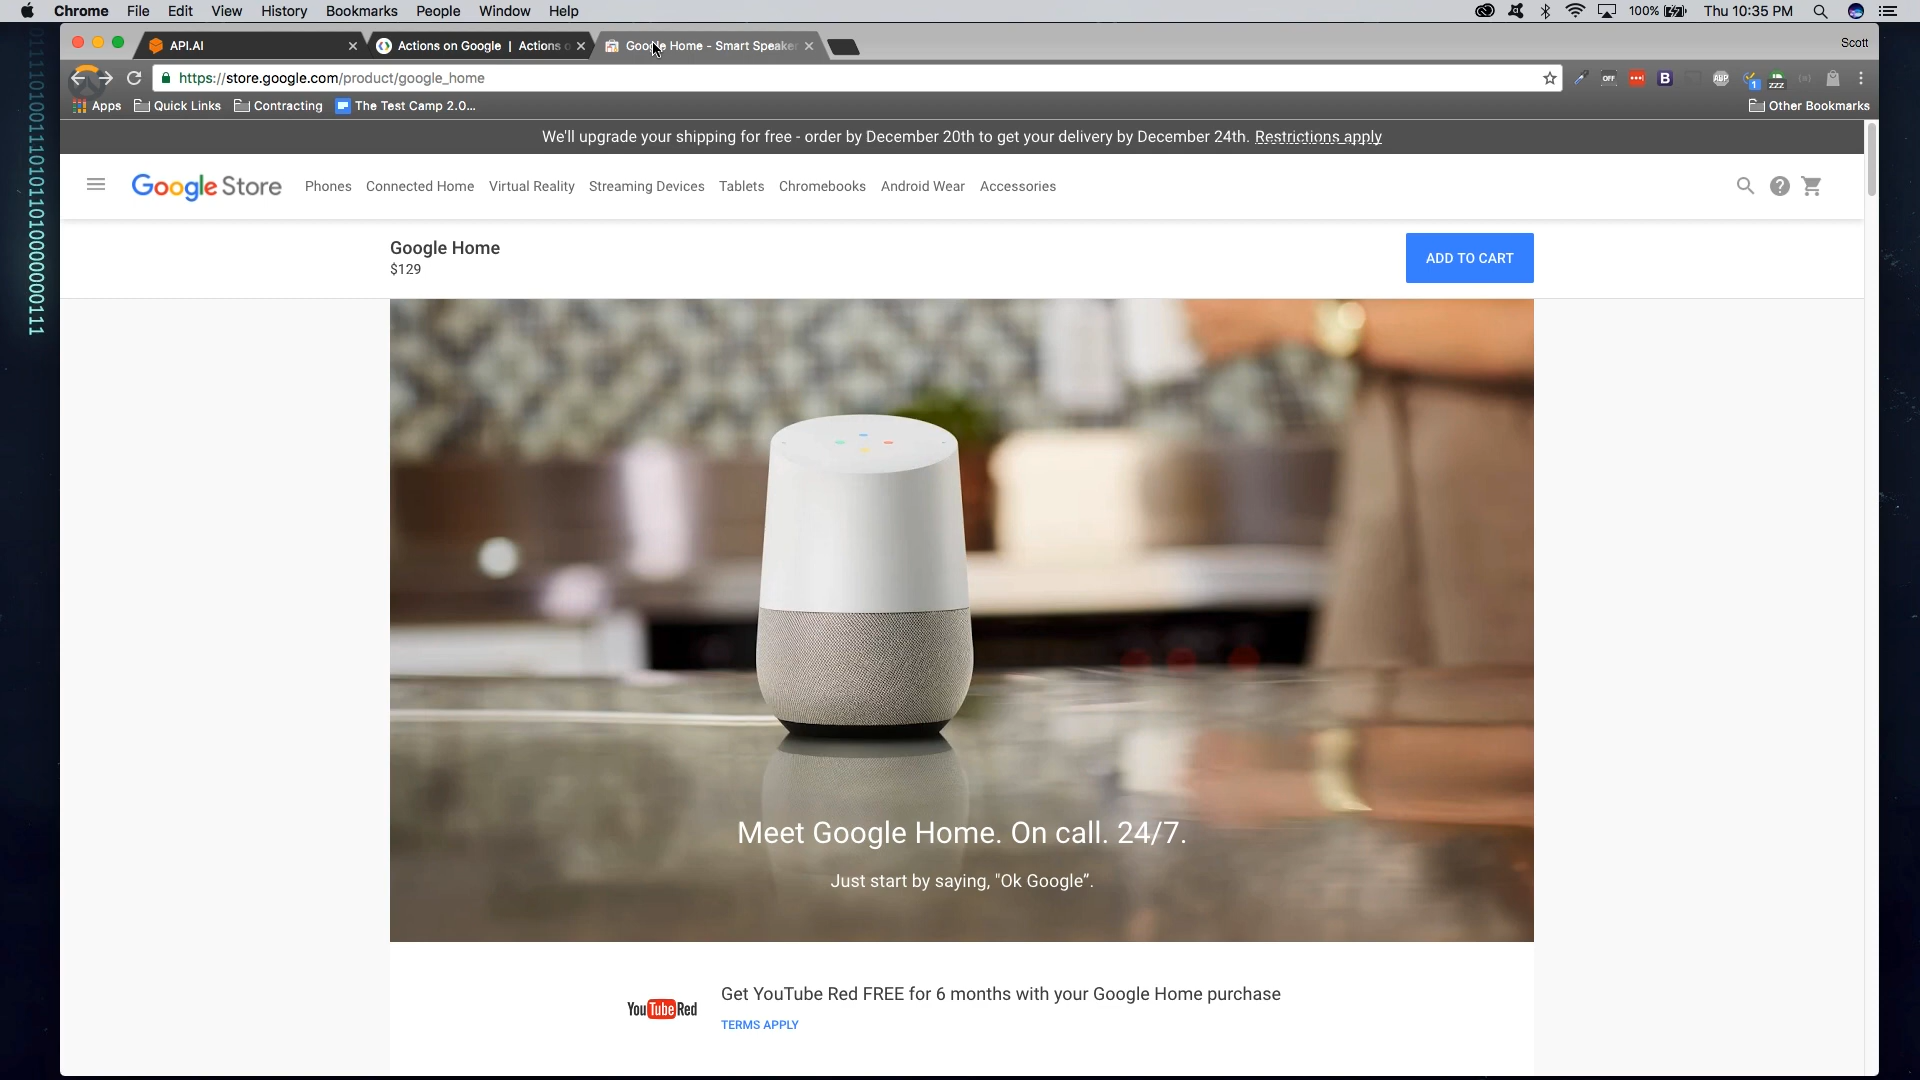 Chrome File Edit View History Bookmarks People Window Help 100% Thu 10:35 PM
API.AI Actions on Google | Actions o Google Home - Smart Speaker Scott
https://store.google.com/product/google_home OFF B ABP 1 zzz
Apps Quick Links Contracting The Test Camp 2.0... Other Bookmarks
We'll upgrade your shipping for free - order by December 20th to get your delivery by December 24th. Restrictions apply
Google Store Phones Connected Home Virtual Reality Streaming Devices Tablets Chromebooks Android Wear Accessories
Google Home
$129
ADD TO CART
Meet Google Home. On call. 24/7.
Just start by saying, "Ok Google”.
YouTube Red
Get YouTube Red FREE for 6 months with your Google Home purchase
TERMS APPLY